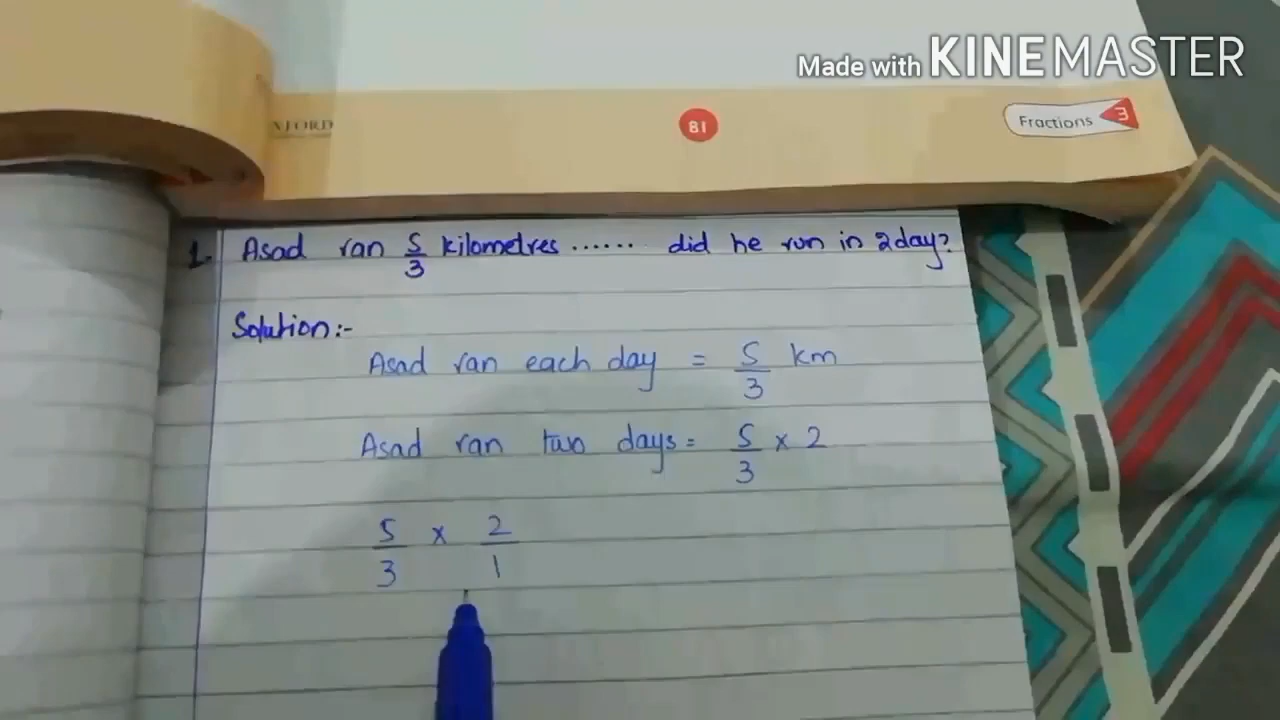 Made with KINEMASTER
XFORD
81
Fractions 3
1. Asad ran 5/3 kilometres ...... did he run in 2day?
Solution:-
Asad ran each day = 5/3 km
Asad ran two days = 5/3 x 2
5/3 x 2/1